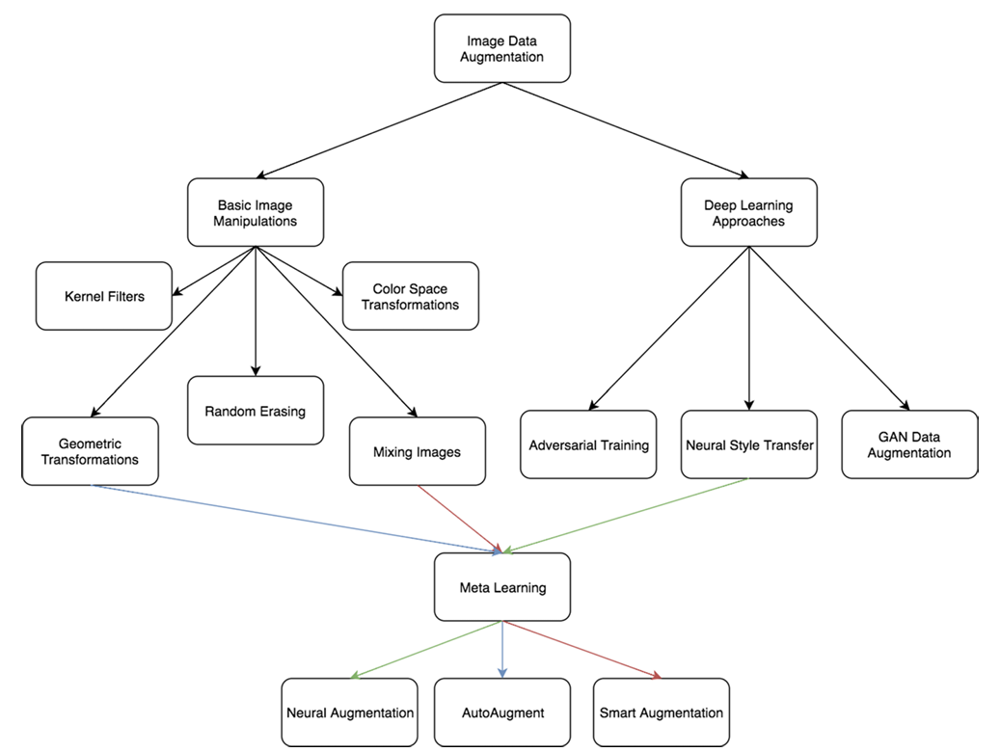 Image Data
Augmentation
Basic Image
Manipulations
Deep Learning
Approaches
Kernel Filters
Color Space
Transformations
Random Erasing
Geometric
Transformations
Mixing Images
Adversarial Training
Neural Style Transfer
GAN Data
Augmentation
Meta Learning
Neural Augmentation
AutoAugment
Smart Augmentation